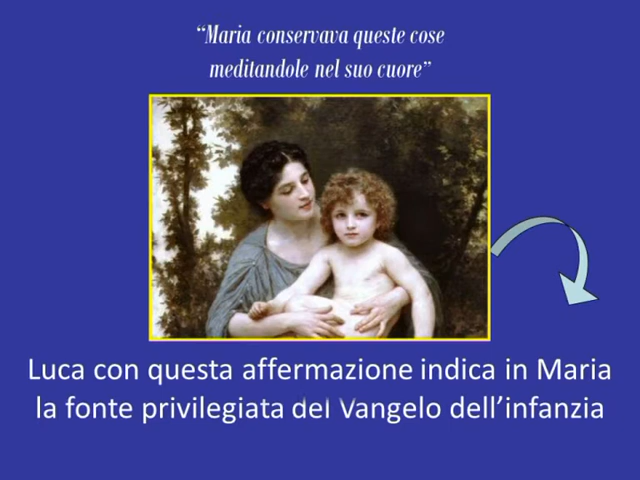 “Maria conservava queste cose
meditandole nel suo cuore”
Luca con questa affermazione indica in Maria
la fonte privilegiata del Vangelo dell’infanzia